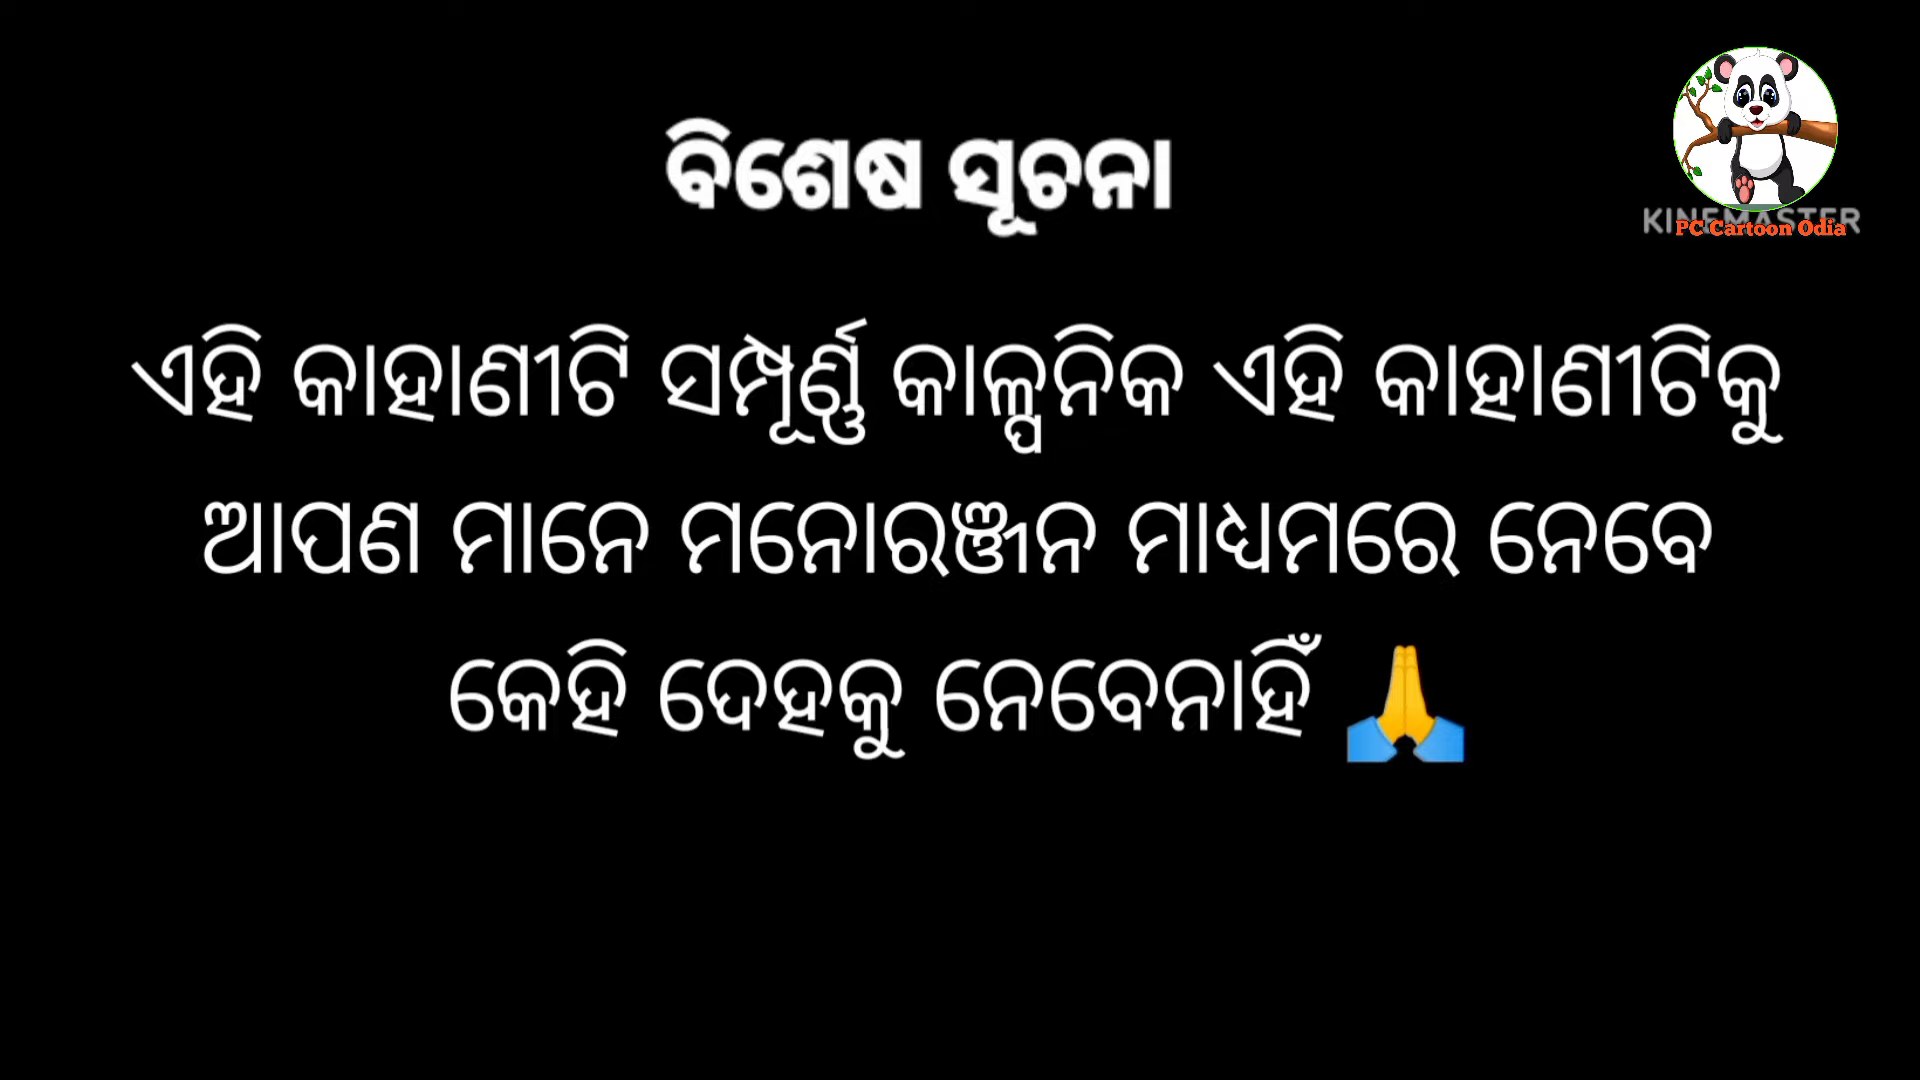 ବିଶେଷ ସୂଚନା
KINEMASTER
PC Cartoon Odia
ଏହି କାହାଣୀଟି ସମ୍ପୂର୍ଣ୍ଣ କାଳ୍ପନିକ ଏହି କାହାଣୀଟିକୁ
ଆପଣ ମାନେ ମନୋରଞ୍ଜନ ମାଧ୍ୟମରେ ନେବେ
କେହି ଦେହକୁ ନେବେନାହିଁ 🙏